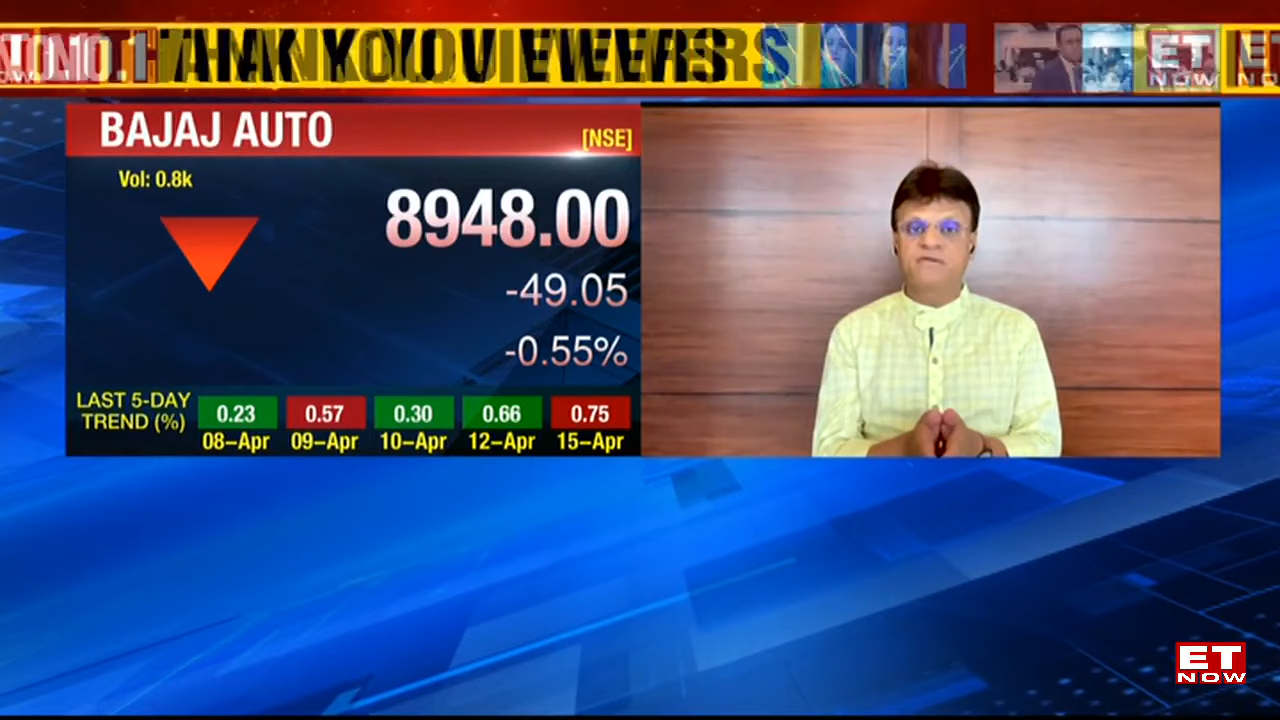 BAJAJ AUTO
[NSE]
Vol: 0.8k
8948.00
-49.05
-0.55%
LAST 5-DAY
TREND (%)
0.23 0.57 0.30 0.66 0.75
08-Apr 09-Apr 10-Apr 12-Apr 15-Apr
ET
NOW
ET
NOW